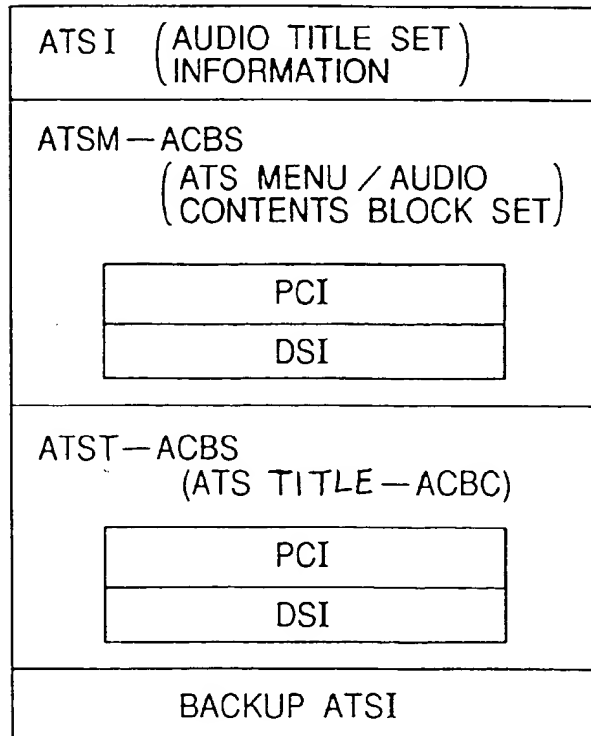 ATSI (AUDIO TITLE SET
INFORMATION)
ATSM—ACBS
(ATS MENU / AUDIO
CONTENTS BLOCK SET)
PCI
DSI
ATST—ACBS
(ATS TITLE—ACBC)
PCI
DSI
BACKUP ATSI